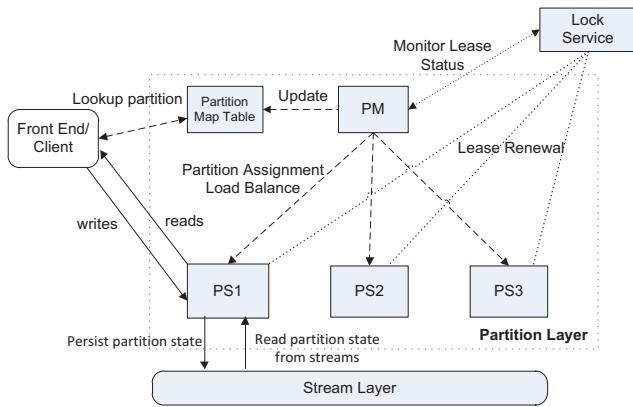 Lock
Service
Monitor Lease
Status
Lookup partition
Partition
Map Table
Update
PM
Front End/
Client
Lease Renewal
Partition Assignment
Load Balance
writes
reads
PS1
PS2
PS3
Partition Layer
Persist partition state
Read partition state
from streams
Stream Layer